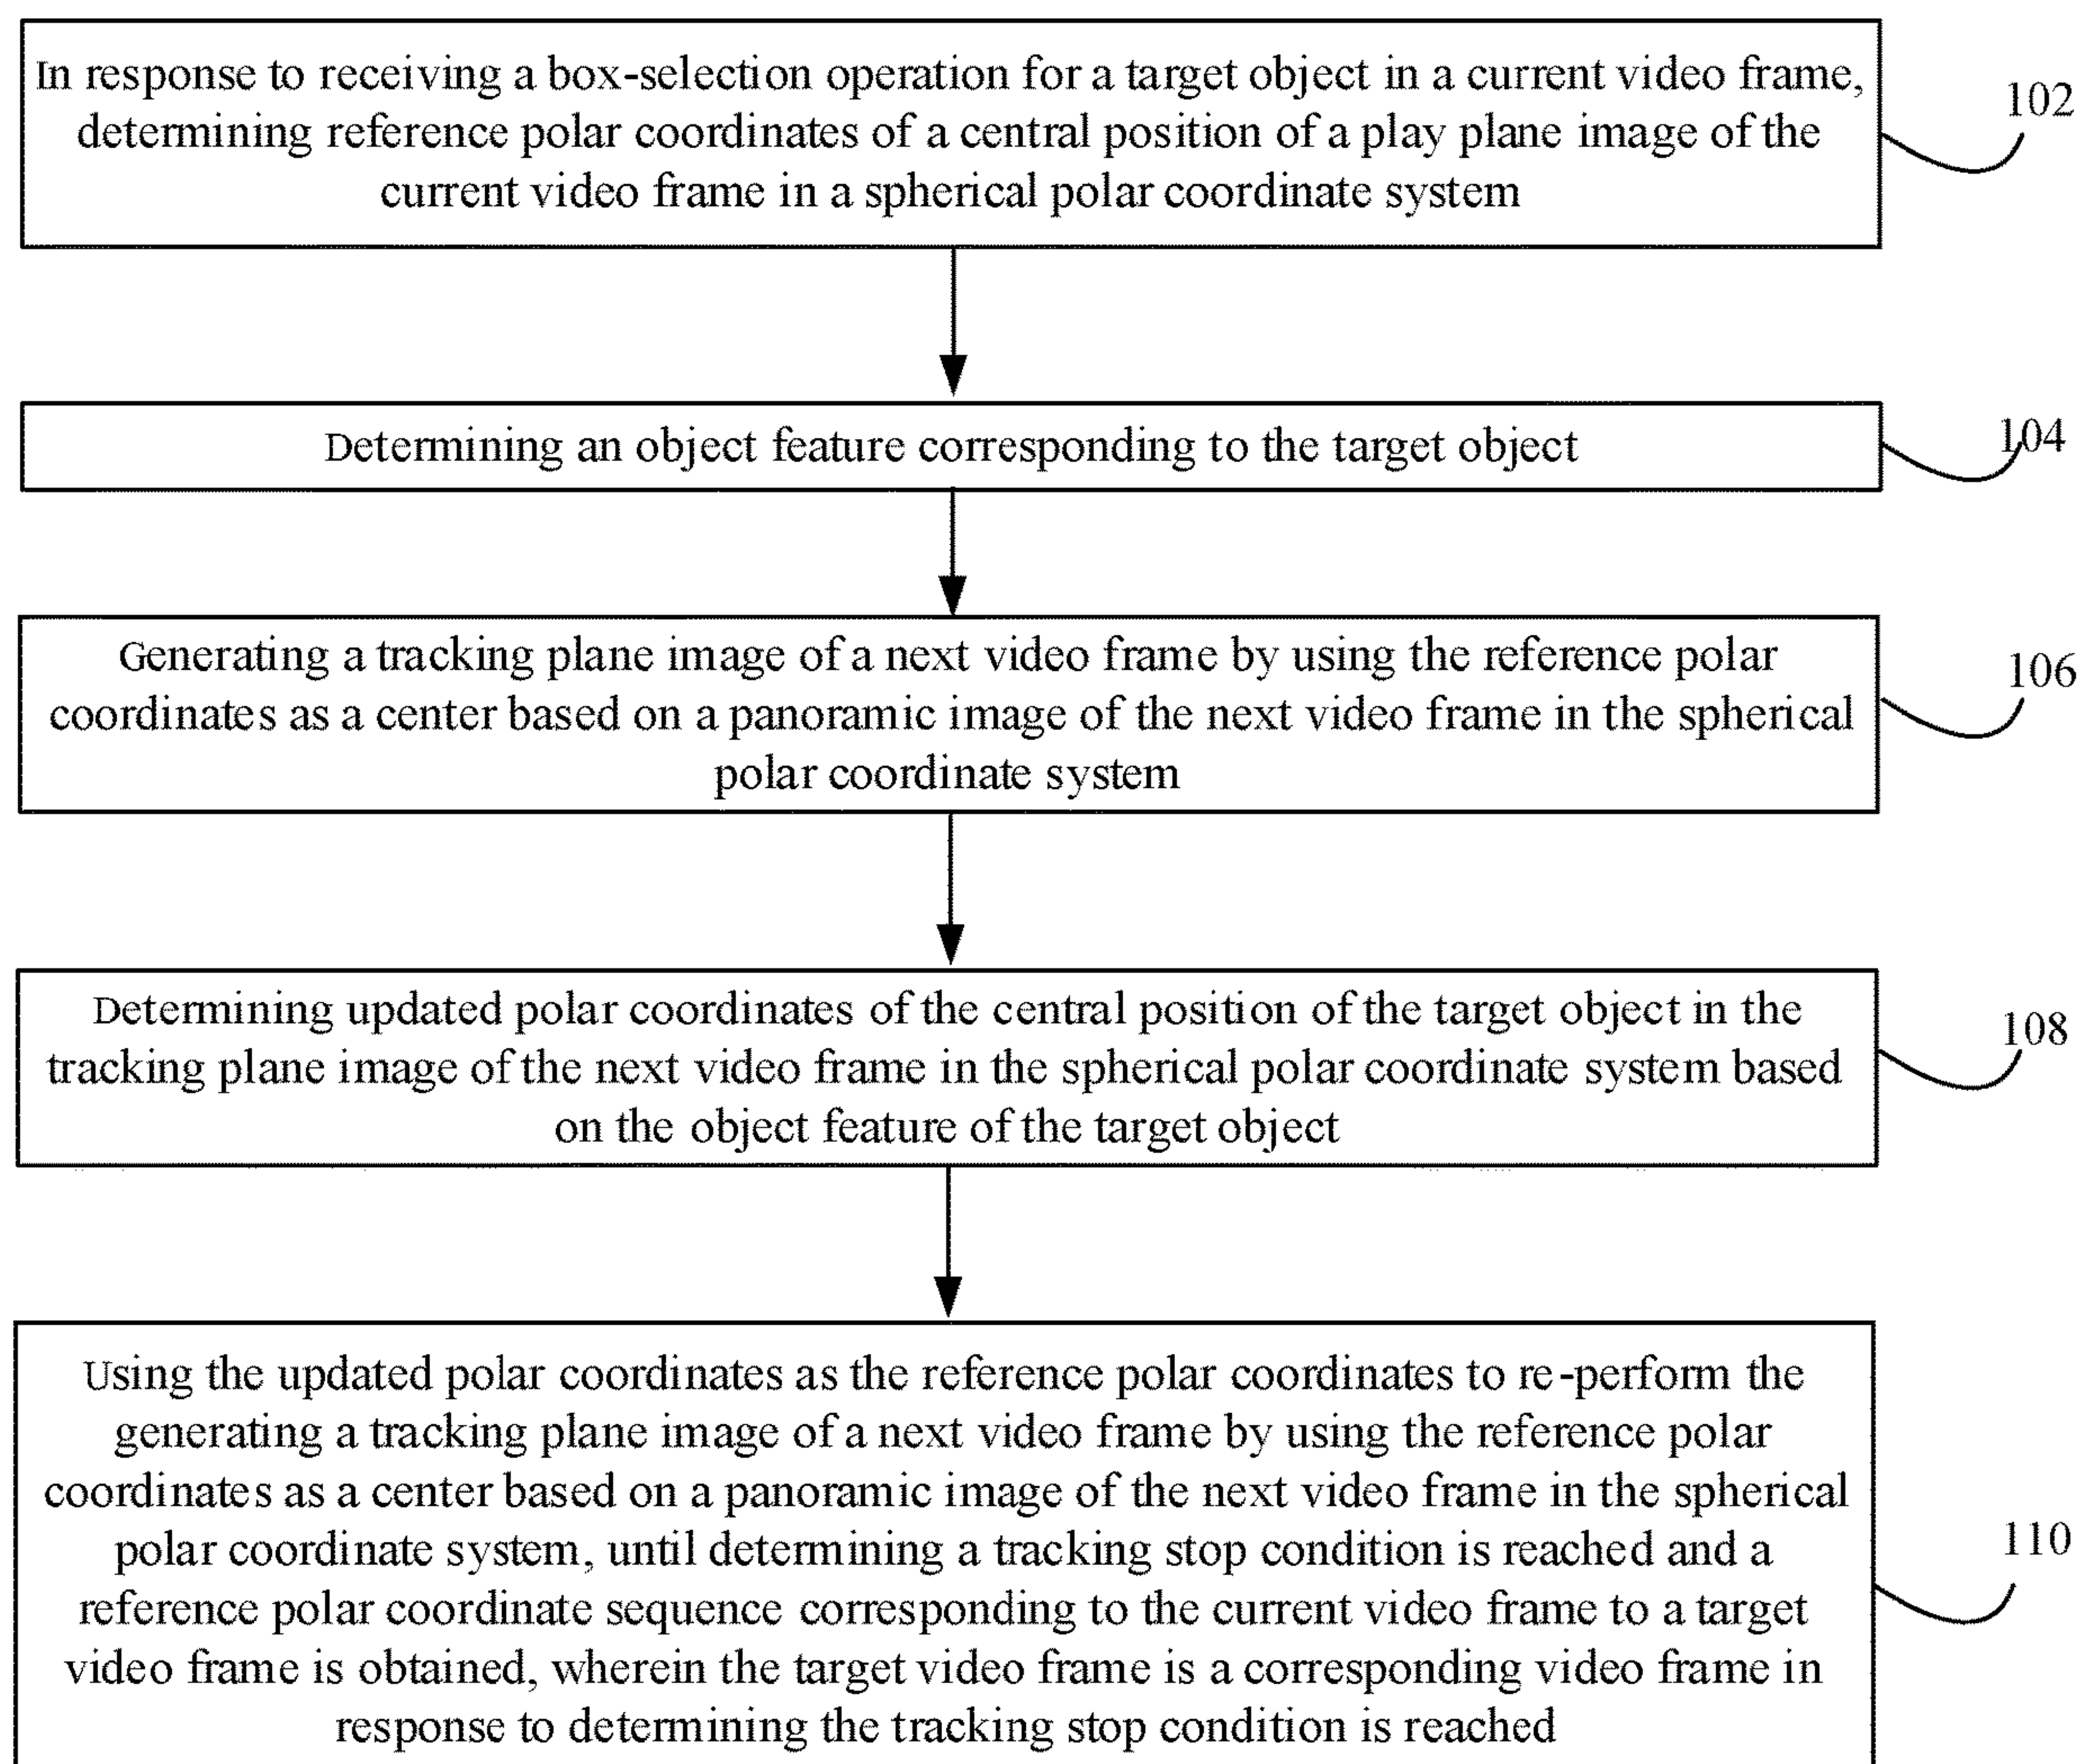 In response to receiving a box-selection operation for a target object in a current video frame,
determining reference polar coordinates of a central position of a play plane image of the
current video frame in a spherical polar coordinate system
102
Determining an object feature corresponding to the target object
104
Generating a tracking plane image of a next video frame by using the reference polar
coordinates as a center based on a panoramic image of the next video frame in the spherical
polar coordinate system
106
Determining updated polar coordinates of the central position of the target object in the
tracking plane image of the next video frame in the spherical polar coordinate system based
on the object feature of the target object
108
Using the updated polar coordinates as the reference polar coordinates to re-perform the
generating a tracking plane image of a next video frame by using the reference polar
coordinates as a center based on a panoramic image of the next video frame in the spherical
polar coordinate system, until determining a tracking stop condition is reached and a
reference polar coordinate sequence corresponding to the current video frame to a target
video frame is obtained, wherein the target video frame is a corresponding video frame in
response to determining the tracking stop condition is reached
110